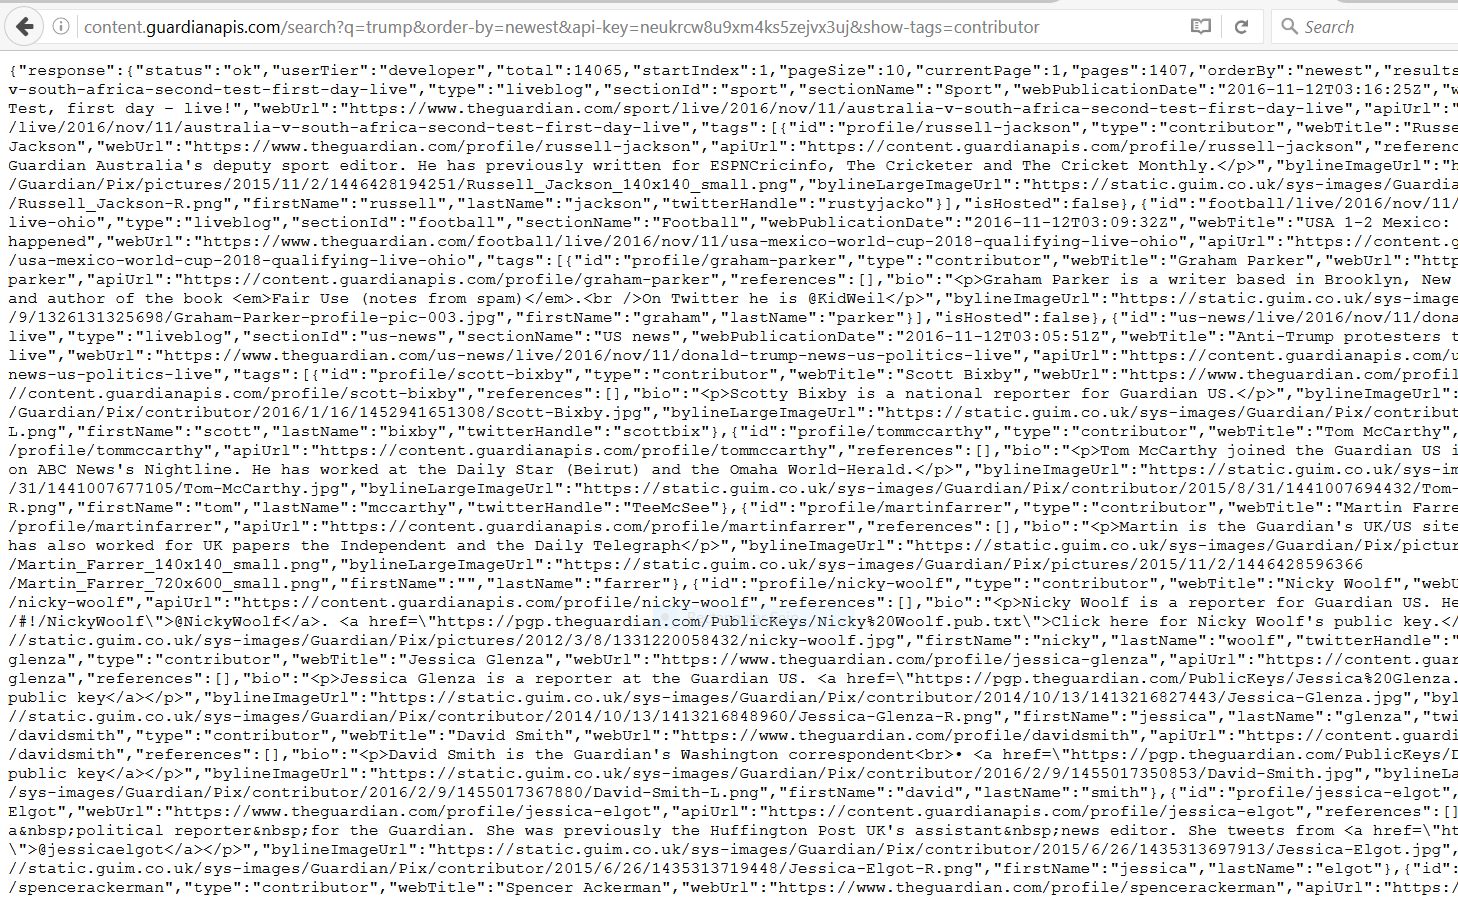 content.guardianapis.com/search?q=trump&order-by=newest&api-key=neukrcw8u9xm4ks5zejvx3uj&show-tags=contributor
Search
{"response":{"status":"ok","userTier":"developer","total":14065,"startIndex":1,"pageSize":10,"currentPage":1,"pages":1407,"orderBy":"newest","results
v-south-africa-second-test-first-day-live","type":"liveblog","sectionId":"sport","sectionName":"Sport","webPublicationDate":"2016-11-12T03:16:25Z","w
Test, first day – live!","webUrl":"https://www.theguardian.com/sport/live/2016/nov/11/australia-v-south-africa-second-test-first-day-live","apiUrl":"
/live/2016/nov/11/australia-v-south-africa-second-test-first-day-live","tags":[{"id":"profile/russell-jackson","type":"contributor","webTitle":"Russe
Jackson","webUrl":"https://www.theguardian.com/profile/russell-jackson","apiUrl":"https://content.guardianapis.com/profile/russell-jackson","referenc
Guardian Australia's deputy sport editor. He has previously written for ESPNCricinfo, The Cricketer and The Cricket Monthly.</p>","bylineImageUrl":"h
/Guardian/Pix/pictures/2015/11/2/1446428194251/Russell_Jackson_140x140_small.png","bylineLargeImageUrl":"https://static.guim.co.uk/sys-images/Guardia
/Russell_Jackson-R.png","firstName":"russell","lastName":"jackson","twitterHandle":"rustyjacko"}],"isHosted":false},{"id":"football/live/2016/nov/11/
live-ohio","type":"liveblog","sectionId":"football","sectionName":"Football","webPublicationDate":"2016-11-12T03:09:32Z","webTitle":"USA 1-2 Mexico:
happened","webUrl":"https://www.theguardian.com/football/live/2016/nov/11/usa-mexico-world-cup-2018-qualifying-live-ohio","apiUrl":"https://content.g
/usa-mexico-world-cup-2018-qualifying-live-ohio","tags":[{"id":"profile/graham-parker","type":"contributor","webTitle":"Graham Parker","webUrl":"http
parker","apiUrl":"https://content.guardianapis.com/profile/graham-parker","references":[],"bio":"<p>Graham Parker is a writer based in Brooklyn, New
and author of the book <em>Fair Use (notes from spam)</em>.<br />On Twitter he is @KidWeil</p>","bylineImageUrl":"https://static.guim.co.uk/sys-image
/9/1326131325698/Graham-Parker-profile-pic-003.jpg","firstName":"graham","lastName":"parker"}],"isHosted":false},{"id":"us-news/live/2016/nov/11/dona
live","type":"liveblog","sectionId":"us-news","sectionName":"US news","webPublicationDate":"2016-11-12T03:05:51Z","webTitle":"Anti-Trump protesters t
live","webUrl":"https://www.theguardian.com/us-news/live/2016/nov/11/donald-trump-news-us-politics-live","apiUrl":"https://content.guardianapis.com/u
news-us-politics-live","tags":[{"id":"profile/scott-bixby","type":"contributor","webTitle":"Scott Bixby","webUrl":"https://www.theguardian.com/profil
//content.guardianapis.com/profile/scott-bixby","references":[],"bio":"<p>Scotty Bixby is a national reporter for Guardian US.</p>","bylineImageUrl":
/Guardian/Pix/contributor/2016/1/16/1452941651308/Scott-Bixby.jpg","bylineLargeImageUrl":"https://static.guim.co.uk/sys-images/Guardian/Pix/contribut
L.png","firstName":"scott","lastName":"bixby","twitterHandle":"scottbix"},{"id":"profile/tommccarthy","type":"contributor","webTitle":"Tom McCarthy",
/profile/tommccarthy","apiUrl":"https://content.guardianapis.com/profile/tommccarthy","references":[],"bio":"<p>Tom McCarthy joined the Guardian US i
on ABC News's Nightline. He has worked at the Daily Star (Beirut) and the Omaha World-Herald.</p>","bylineImageUrl":"https://static.guim.co.uk/sys-im
/31/1441007677105/Tom-McCarthy.jpg","bylineLargeImageUrl":"https://static.guim.co.uk/sys-images/Guardian/Pix/contributor/2015/8/31/1441007694432/Tom-
R.png","firstName":"tom","lastName":"mccarthy","twitterHandle":"TeeMcSee"},{"id":"profile/martinfarrer","type":"contributor","webTitle":"Martin Farre
/profile/martinfarrer","apiUrl":"https://content.guardianapis.com/profile/martinfarrer","references":[],"bio":"<p>Martin is the Guardian's UK/US site
has also worked for UK papers the Independent and the Daily Telegraph</p>","bylineImageUrl":"https://static.guim.co.uk/sys-images/Guardian/Pix/pictur
/Martin_Farrer_140x140_small.png","bylineLargeImageUrl":"https://static.guim.co.uk/sys-images/Guardian/Pix/pictures/2015/11/2/1446428596366
/Martin_Farrer_720x600_small.png","firstName":"","lastName":"farrer"},{"id":"profile/nicky-woolf","type":"contributor","webTitle":"Nicky Woolf","webU
/nicky-woolf","apiUrl":"https://content.guardianapis.com/profile/nicky-woolf","references":[],"bio":"<p>Nicky Woolf is a reporter for Guardian US. He
/#!/NickyWoolf\">@NickyWoolf</a>. <a href=\"https://pgp.theguardian.com/PublicKeys/Nicky%20Woolf.pub.txt\">Click here for Nicky Woolf's public key.</
//static.guim.co.uk/sys-images/Guardian/Pix/pictures/2012/3/8/1331220058432/nicky-woolf.jpg","firstName":"nicky","lastName":"woolf","twitterHandle":"
glenza","type":"contributor","webTitle":"Jessica Glenza","webUrl":"https://www.theguardian.com/profile/jessica-glenza","apiUrl":"https://content.guar
glenza","references":[],"bio":"<p>Jessica Glenza is a reporter at the Guardian US. <a href=\"https://pgp.theguardian.com/PublicKeys/Jessica%20Glenza.
public key</a></p>","bylineImageUrl":"https://static.guim.co.uk/sys-images/Guardian/Pix/contributor/2014/10/13/1413216827443/Jessica-Glenza.jpg","byl
//static.guim.co.uk/sys-images/Guardian/Pix/contributor/2014/10/13/1413216848960/Jessica-Glenza-R.png","firstName":"jessica","lastName":"glenza","twi
/davidsmith","type":"contributor","webTitle":"David Smith","webUrl":"https://www.theguardian.com/profile/davidsmith","apiUrl":"https://content.guardi
/davidsmith","references":[],"bio":"<p>David Smith is the Guardian's Washington correspondent<br>• <a href=\"https://pgp.theguardian.com/PublicKeys/D
public key</a></p>","bylineImageUrl":"https://static.guim.co.uk/sys-images/Guardian/Pix/contributor/2016/2/9/1455017350853/David-Smith.jpg","bylineLa
/sys-images/Guardian/Pix/contributor/2016/2/9/1455017367880/David-Smith-L.png","firstName":"david","lastName":"smith"},{"id":"profile/jessica-elgot",
Elgot","webUrl":"https://www.theguardian.com/profile/jessica-elgot","apiUrl":"https://content.guardianapis.com/profile/jessica-elgot","references":[]
a&nbsp;political reporter&nbsp;for the Guardian. She was previously the Huffington Post UK's assistant&nbsp;news editor. She tweets from <a href=\"ht
\">@jessicaelgot</a></p>","bylineImageUrl":"https://static.guim.co.uk/sys-images/Guardian/Pix/contributor/2015/6/26/1435313697913/Jessica-Elgot.jpg",
//static.guim.co.uk/sys-images/Guardian/Pix/contributor/2015/6/26/1435313719448/Jessica-Elgot-R.png","firstName":"jessica","lastName":"elgot"},{"id":
/spencerackerman","type":"contributor","webTitle":"Spencer Ackerman","webUrl":"https://www.theguardian.com/profile/spencerackerman","apiUrl":"https:/